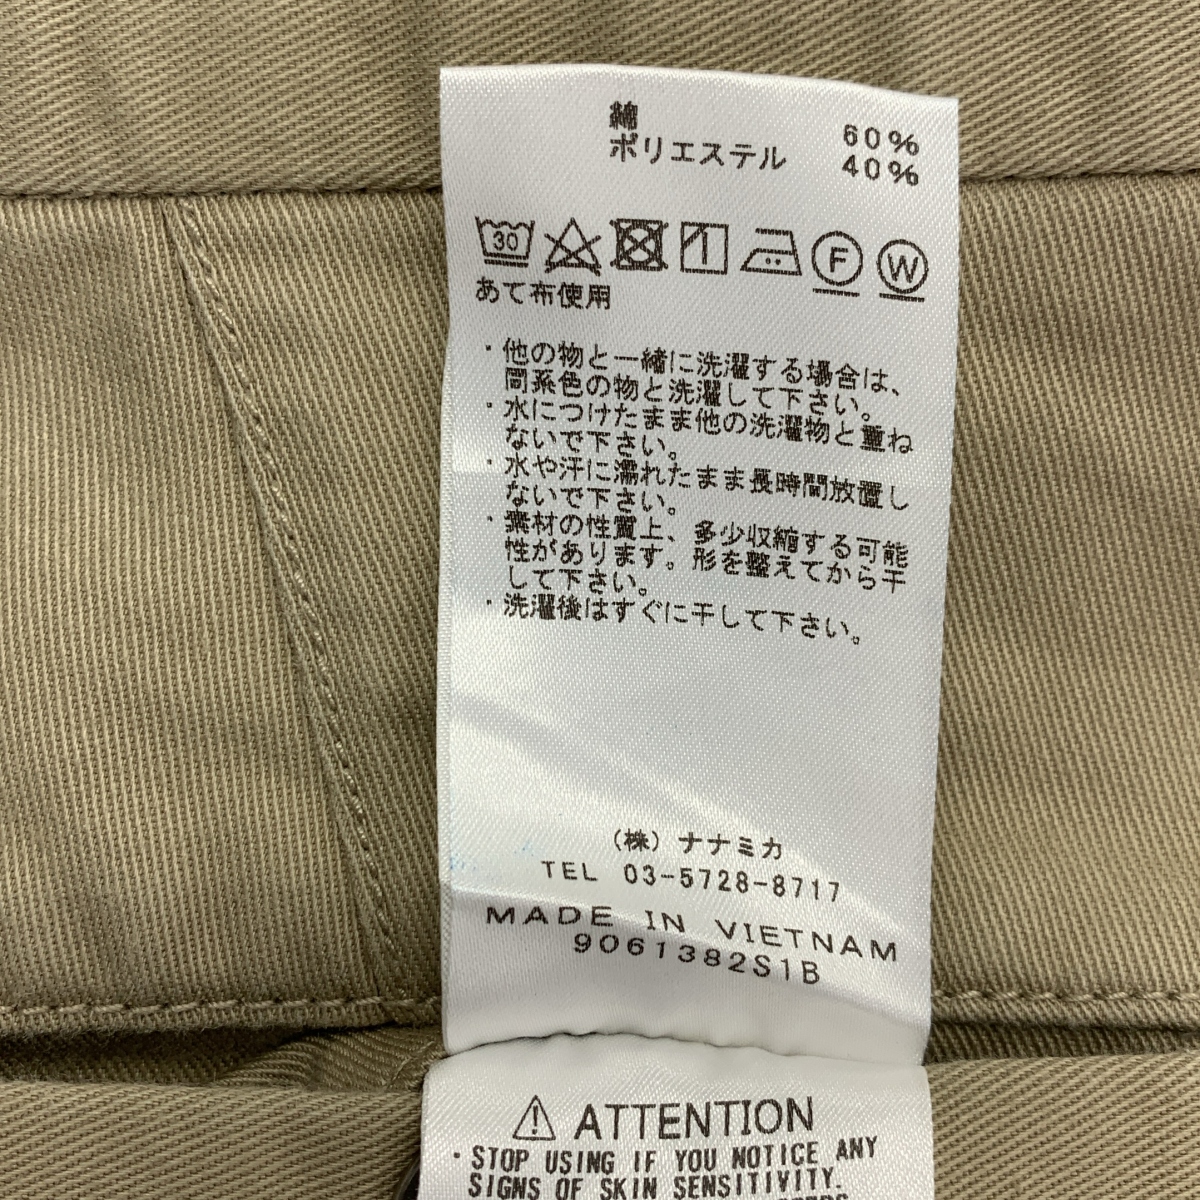 綿 60%
ポリエステル 40%
30 1 F W
あて布使用
・他の物と一緒に洗濯する場合は、
同系色の物と洗濯して下さい。
・水につけたまま他の洗濯物と重ね
ないで下さい。
・水や汗に濡れたまま長時間放置し
ないで下さい。
・素材の性質上、多少収縮する可能
性があります。形を整えてから干
して下さい。
・洗濯後はすぐに干して下さい。
(株) ナナミカ
TEL 03-5728-8717
MADE IN VIETNAM
9061382S1B
⚠ ATTENTION
・STOP USING IF YOU NOTICE ANY
SIGNS OF SKIN SENSITIVITY.